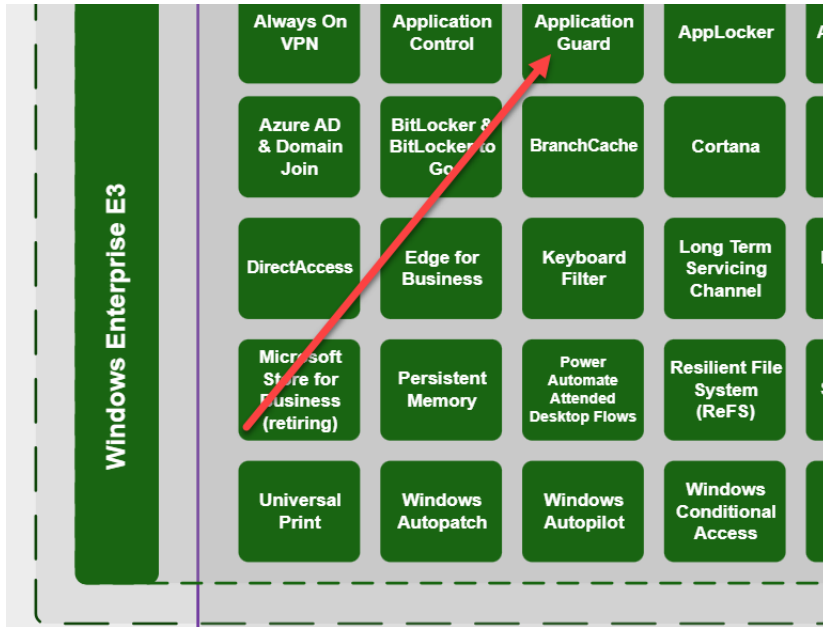 Windows Enterprise E3
Always On
VPN
Application
Control
Application
Guard
AppLocker
Azure AD
& Domain
Join
BitLocker &
BitLocker to
Go
BranchCache
Cortana
DirectAccess
Edge for
Business
Keyboard
Filter
Long Term
Servicing
Channel
Microsoft
Store for
Business
(retiring)
Persistent
Memory
Power
Automate
Attended
Desktop Flows
Resilient File
System
(ReFS)
Universal
Print
Windows
Autopatch
Windows
Autopilot
Windows
Conditional
Access